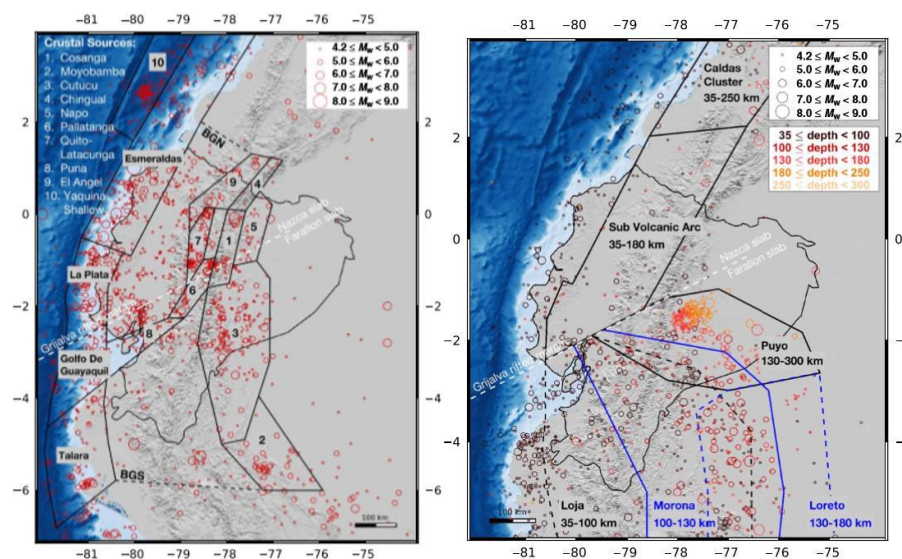 −81 −80 −79 −78 −77 −76 −75
Crustal Sources:
1. Cosanga
2. Moyobamba
3. Cutucu
4. Chingual
5. Napo
6. Pallatanga
7. Quito-
Latacunga
8. Puna
9. El Angel
10. Yaquina
Shallow
4.2 ≤ Mw < 5.0
5.0 ≤ Mw < 6.0
6.0 ≤ Mw < 7.0
7.0 ≤ Mw < 8.0
8.0 ≤ Mw < 9.0
10
BGN
Esmeraldas
9
4
7
1
5
Nazca slab
Farallon slab
La Plata
6
8
3
Grijalva rifted
Golfo De
Guayaquil
2
Talara
BGS
100 km
2
0
−2
−4
−6
−81 −80 −79 −78 −77 −76 −75
−81 −80 −79 −78 −77 −76 −75
Caldas
Cluster
35-250 km
4.2 ≤ Mw < 5.0
5.0 ≤ Mw < 6.0
6.0 ≤ Mw < 7.0
7.0 ≤ Mw < 8.0
8.0 ≤ Mw < 9.0
35 ≤ depth < 100
100 ≤ depth < 130
130 ≤ depth < 180
180 ≤ depth < 250
250 ≤ depth < 300
Sub Volcanic Arc
35-180 km
Nazca slab
Farallon slab
Puyo
130-300 km
Grijalva rifted
Loja
35-100 km
Morona
100-130 km
Loreto
130-180 km
100 km
2
0
−2
−4
2
0
−2
−4
−81 −80 −79 −78 −77 −76 −75